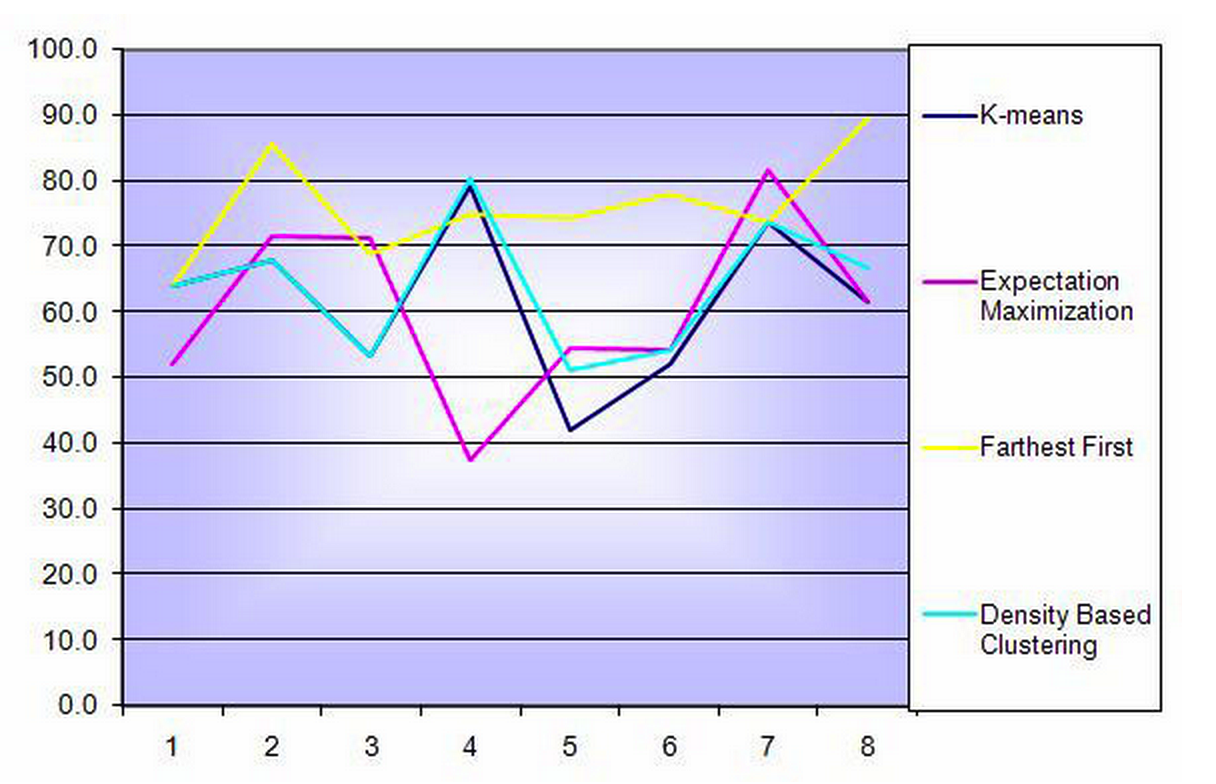 100.0
90.0
80.0
70.0
60.0
50.0
40.0
30.0
20.0
10.0
0.0
1 2 3 4 5 6 7 8
K-means
Expectation
Maximization
Farthest First
Density Based
Clustering